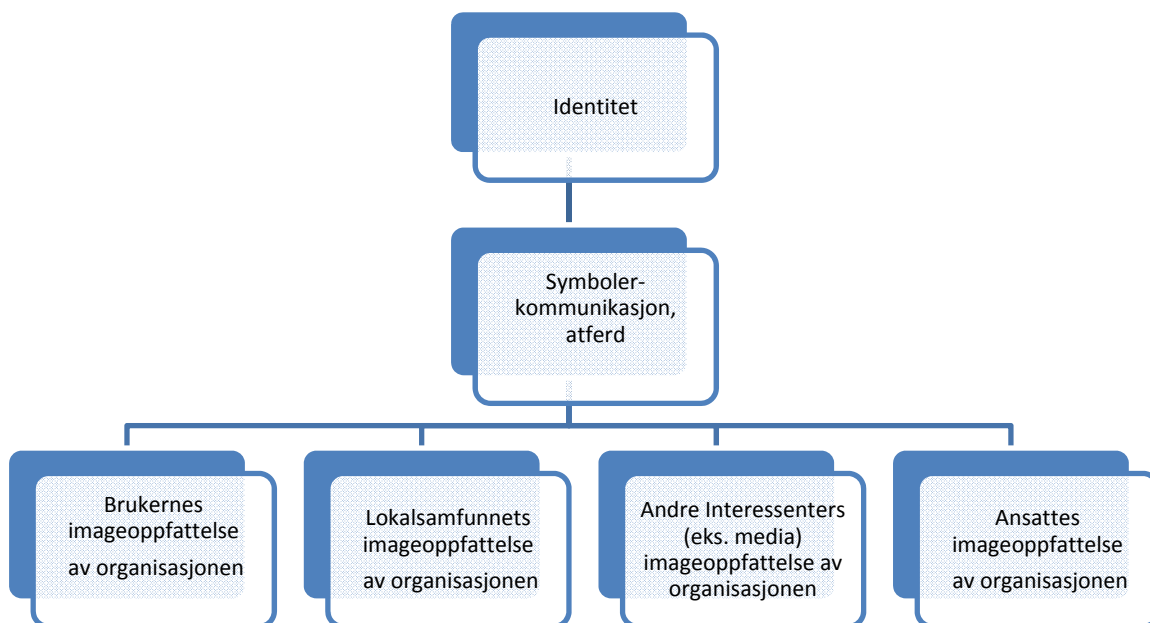 Identitet
Symboler-
kommunikasjon,
atferd
Brukernes
imageoppfattelse
av organisasjonen
Lokalsamfunnets
imageoppfattelse
av organisasjonen
Andre Interessenters
(eks. media)
imageoppfattelse av
organisasjonen
Ansattes
imageoppfattelse
av organisasjonen